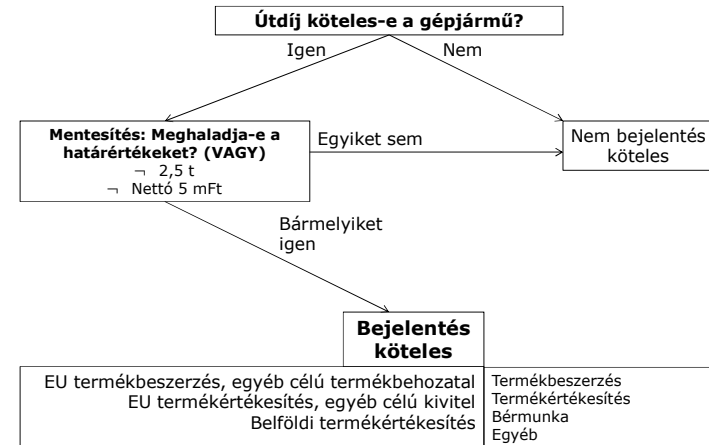 Útdíj köteles-e a gépjármű?
Igen
Nem
Mentesítés: Meghaladja-e a
határértékeket? (VAGY)
¬ 2,5 t
¬ Nettó 5 mFt
Egyiket sem
Nem bejelentés
köteles
Bármelyiket
igen
Bejelentés
köteles
EU termékbeszerzés, egyéb célú termékbehozatal
EU termékértékesítés, egyéb célú kivitel
Belföldi termékértékesítés
Termékbeszerzés
Termékértékesítés
Bérmunka
Egyéb